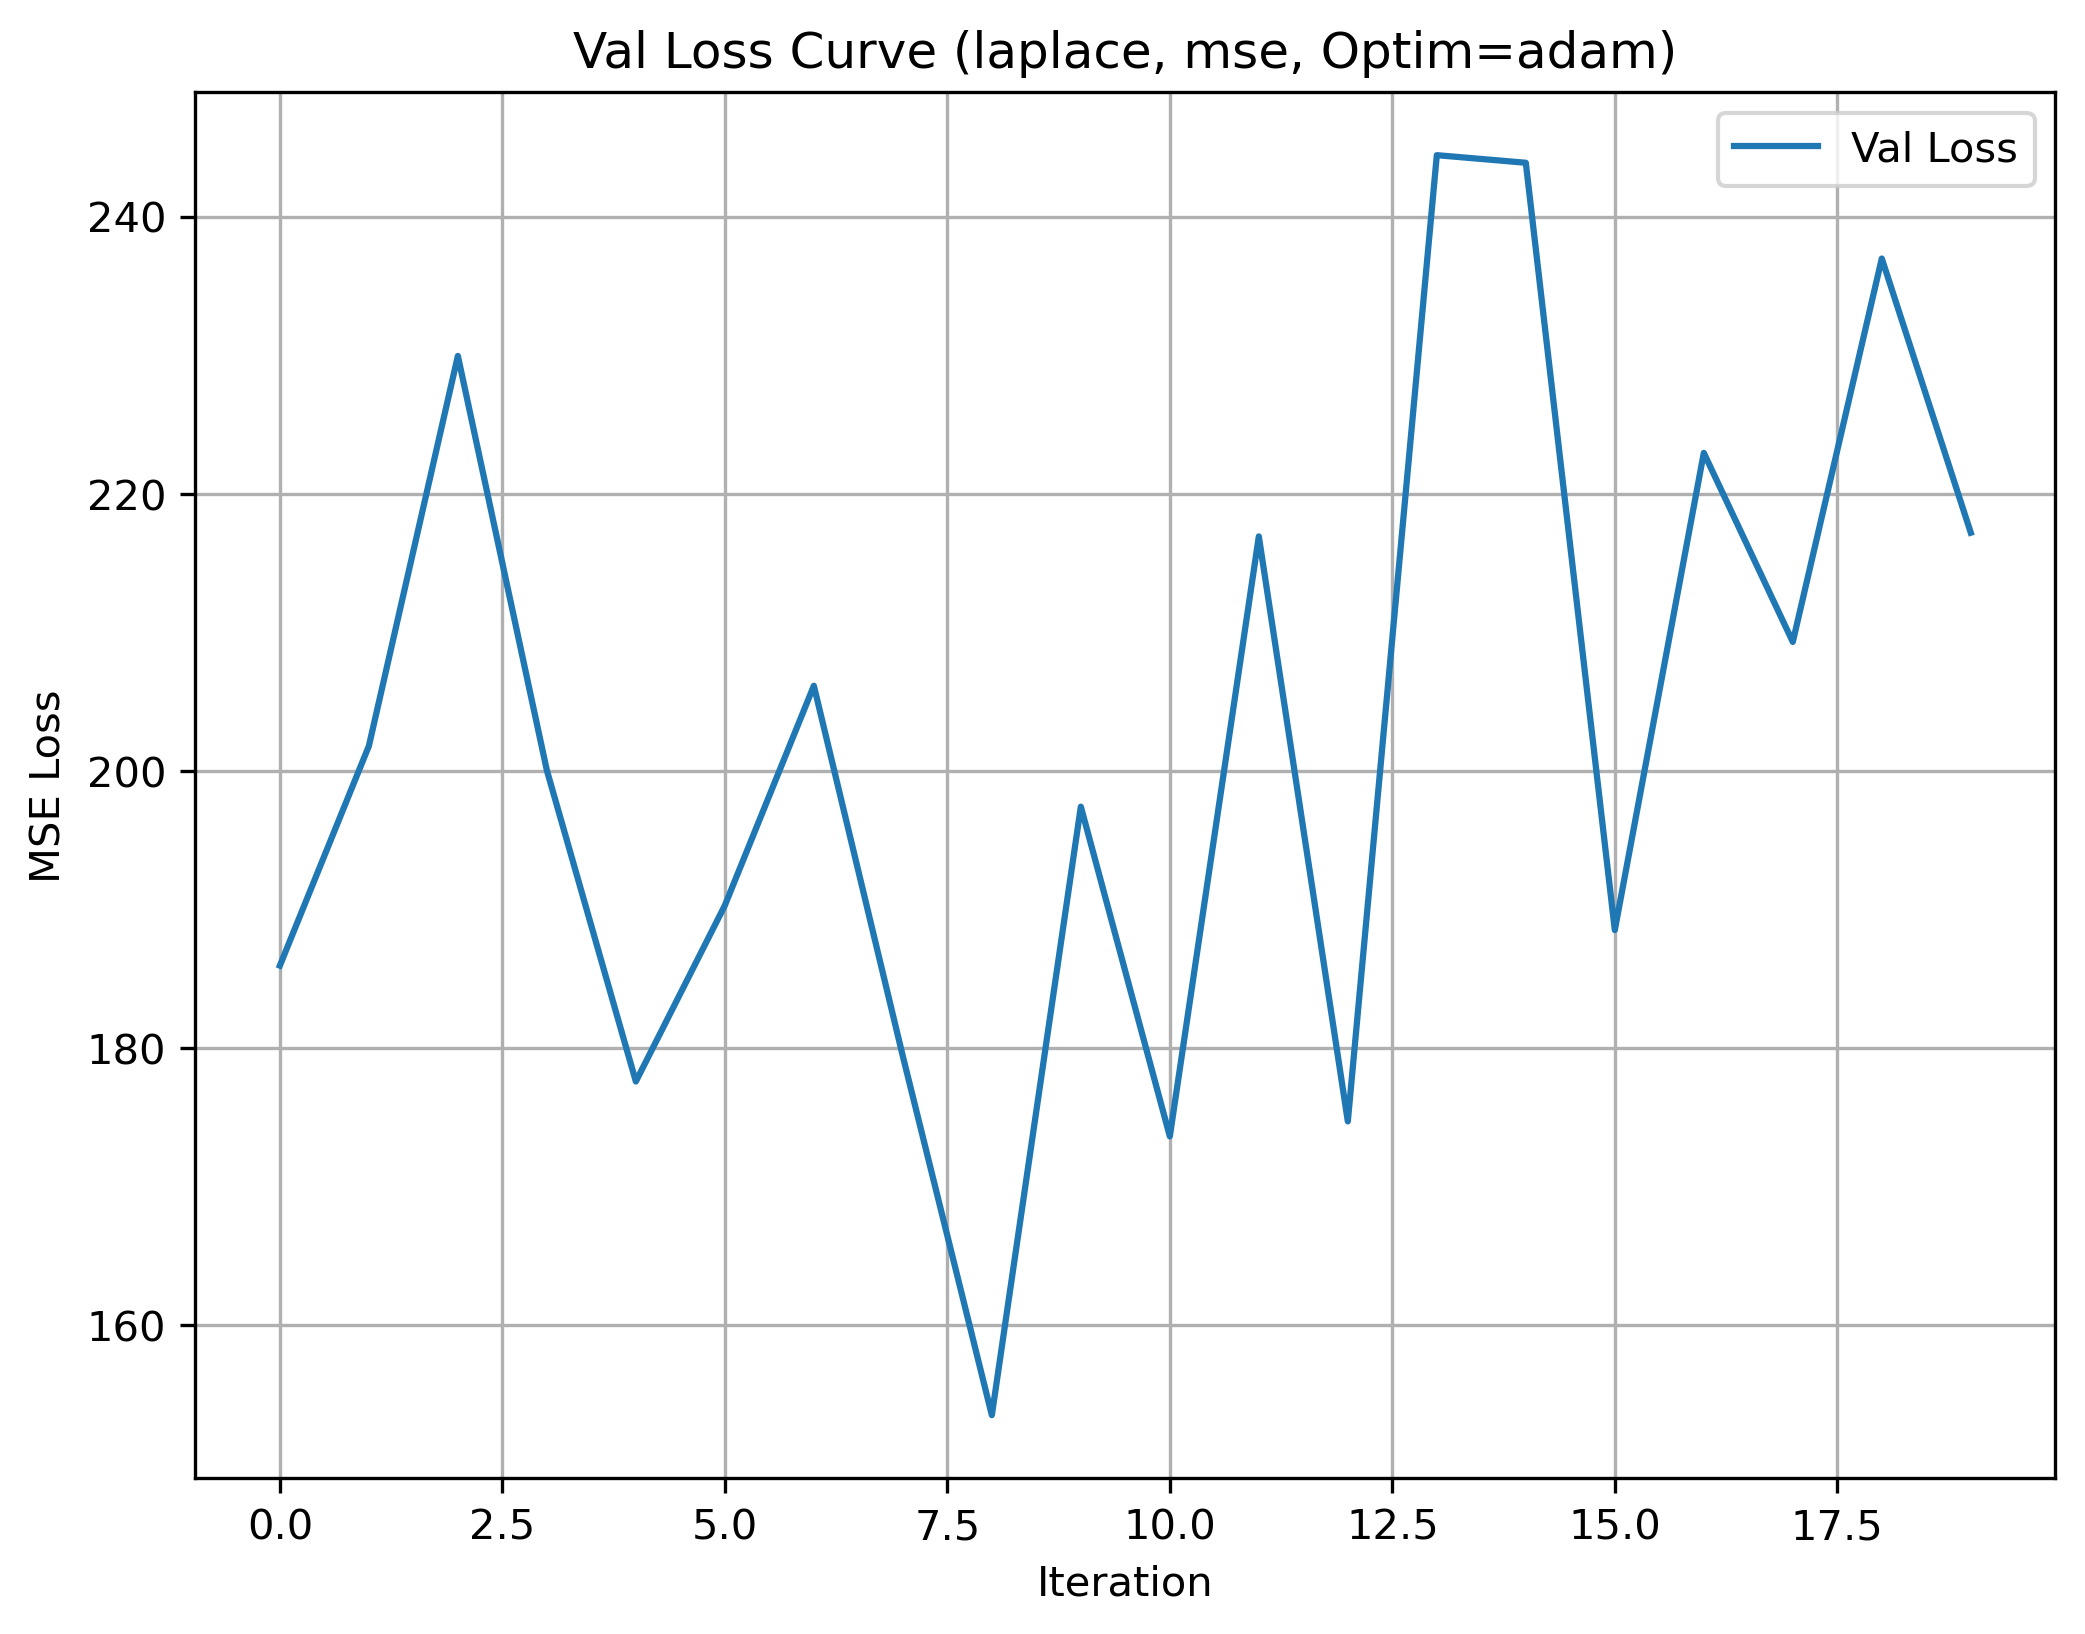 Val Loss Curve (laplace, mse, Optim=adam)
Val Loss
240
220
200
180
160
MSE Loss
0.0 2.5 5.0 7.5 10.0 12.5 15.0 17.5
Iteration